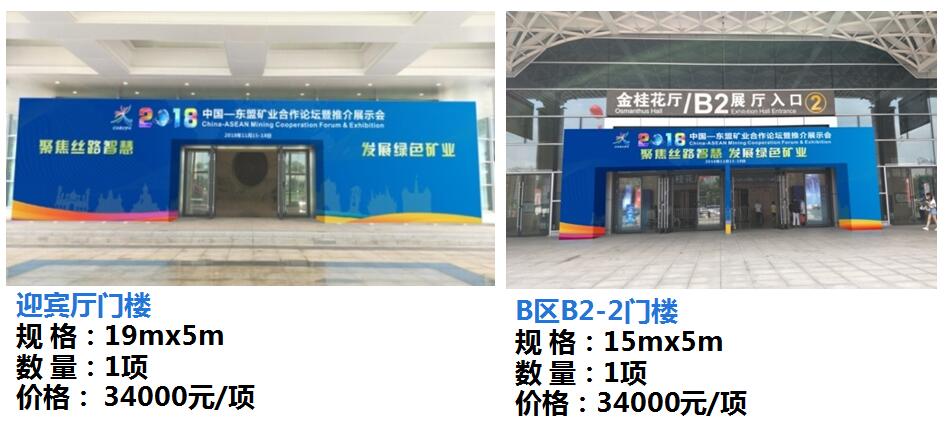 2018
中国—东盟矿业合作论坛暨推介展示会
China-ASEAN Mining Cooperation Forum & Exhibition
聚焦丝路智慧
发展绿色矿业
迎宾厅门楼
规 格：19mx5m
数 量：1项
价格： 34000元/项
金桂花厅/B2展厅入口②
Osmanthus Hall
Exhibition Hall Entrance
2018
中国—东盟矿业合作论坛暨推介展示会
China-ASEAN Mining Cooperation Forum & Exhibition
聚焦丝路智慧 发展绿色矿业
B区B2-2门楼
规 格：15mx5m
数 量：1项
价格：34000元/项